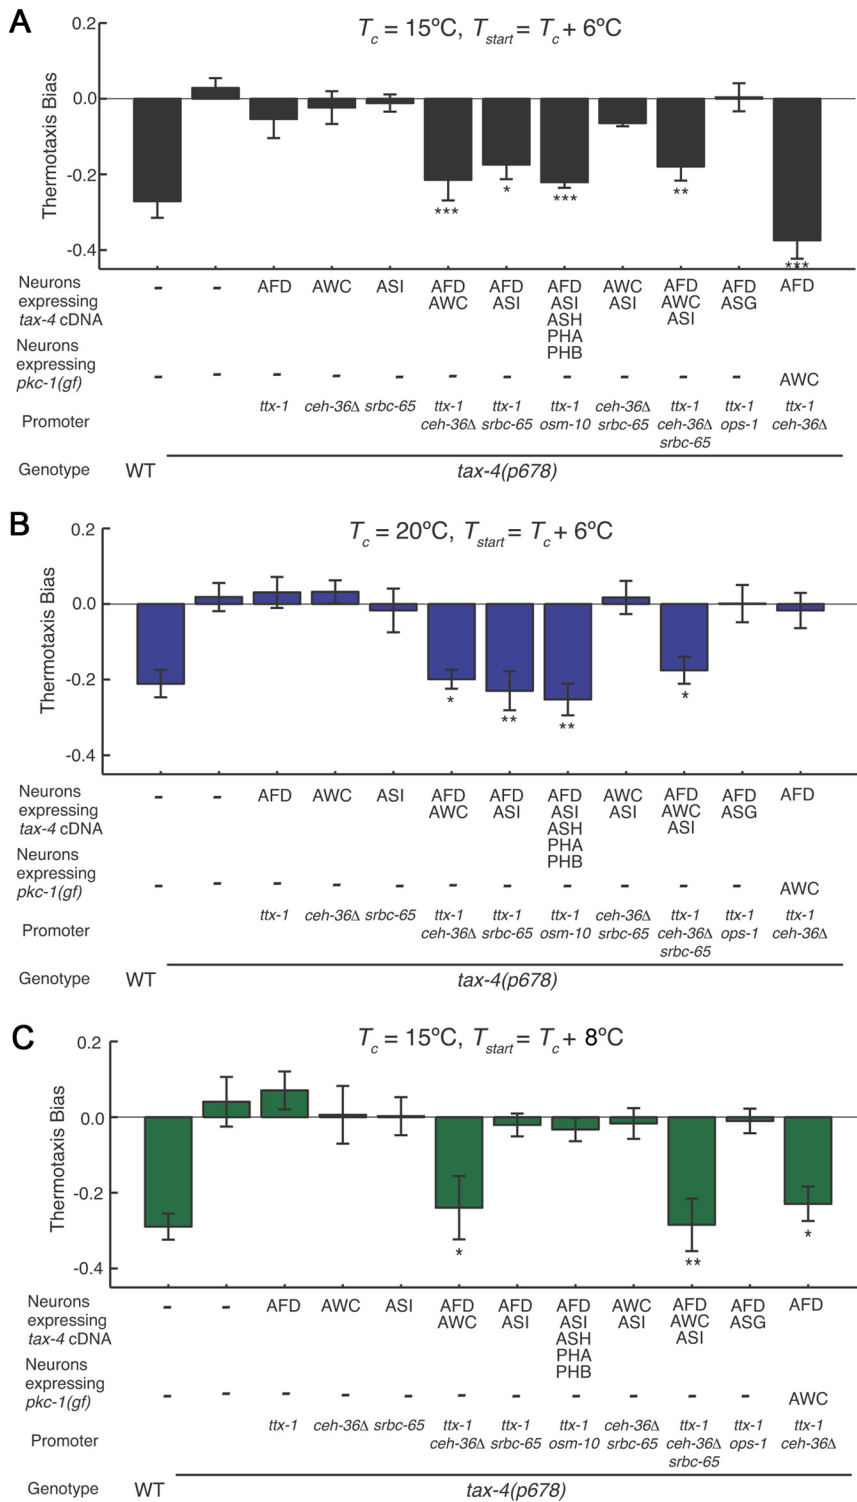 A
T c = 15ºC, T start = T c + 6ºC
Thermotaxis Bias
0.2
0.0
-0.2
-0.4
*** * *** ** ***
Neurons expressing tax-4 cDNA
- - AFD AWC ASI AFD AFD AFD AWC AFD AFD AFD
AWC ASI ASI ASI AWC ASG
ASH ASI
PHA
PHB
Neurons expressing pkc-1(gf)
- - - - - - - - - - - AWC
Promoter
ttx-1 ceh-36Δ srbc-65 ttx-1 ttx-1 ttx-1 ceh-36Δ ttx-1 ttx-1 ttx-1
ceh-36Δ srbc-65 osm-10 srbc-65 ceh-36Δ ops-1 ceh-36Δ
srbc-65
Genotype WT tax-4(p678)
B
T c = 20ºC, T start = T c + 6ºC
Thermotaxis Bias
0.2
0.0
-0.2
-0.4
* ** ** *
Neurons expressing tax-4 cDNA
- - AFD AWC ASI AFD AFD AFD AWC AFD AFD AFD
AWC ASI ASI ASI AWC ASG
ASH ASI
PHA
PHB
Neurons expressing pkc-1(gf)
- - - - - - - - - - - AWC
Promoter
ttx-1 ceh-36Δ srbc-65 ttx-1 ttx-1 ttx-1 ceh-36Δ ttx-1 ttx-1 ttx-1
ceh-36Δ srbc-65 osm-10 srbc-65 ceh-36Δ ops-1 ceh-36Δ
srbc-65
Genotype WT tax-4(p678)
C
T c = 15ºC, T start = T c + 8ºC
Thermotaxis Bias
0.2
0.0
-0.2
-0.4
* ** *
Neurons expressing tax-4 cDNA
- - AFD AWC ASI AFD AFD AFD AWC AFD AFD AFD
AWC ASI ASI ASI AWC ASG
ASH ASI
PHA
PHB
Neurons expressing pkc-1(gf)
- - - - - - - - - - - AWC
Promoter
ttx-1 ceh-36Δ srbc-65 ttx-1 ttx-1 ttx-1 ceh-36Δ ttx-1 ttx-1 ttx-1
ceh-36Δ srbc-65 osm-10 srbc-65 ceh-36Δ ops-1 ceh-36Δ
srbc-65
Genotype WT tax-4(p678)